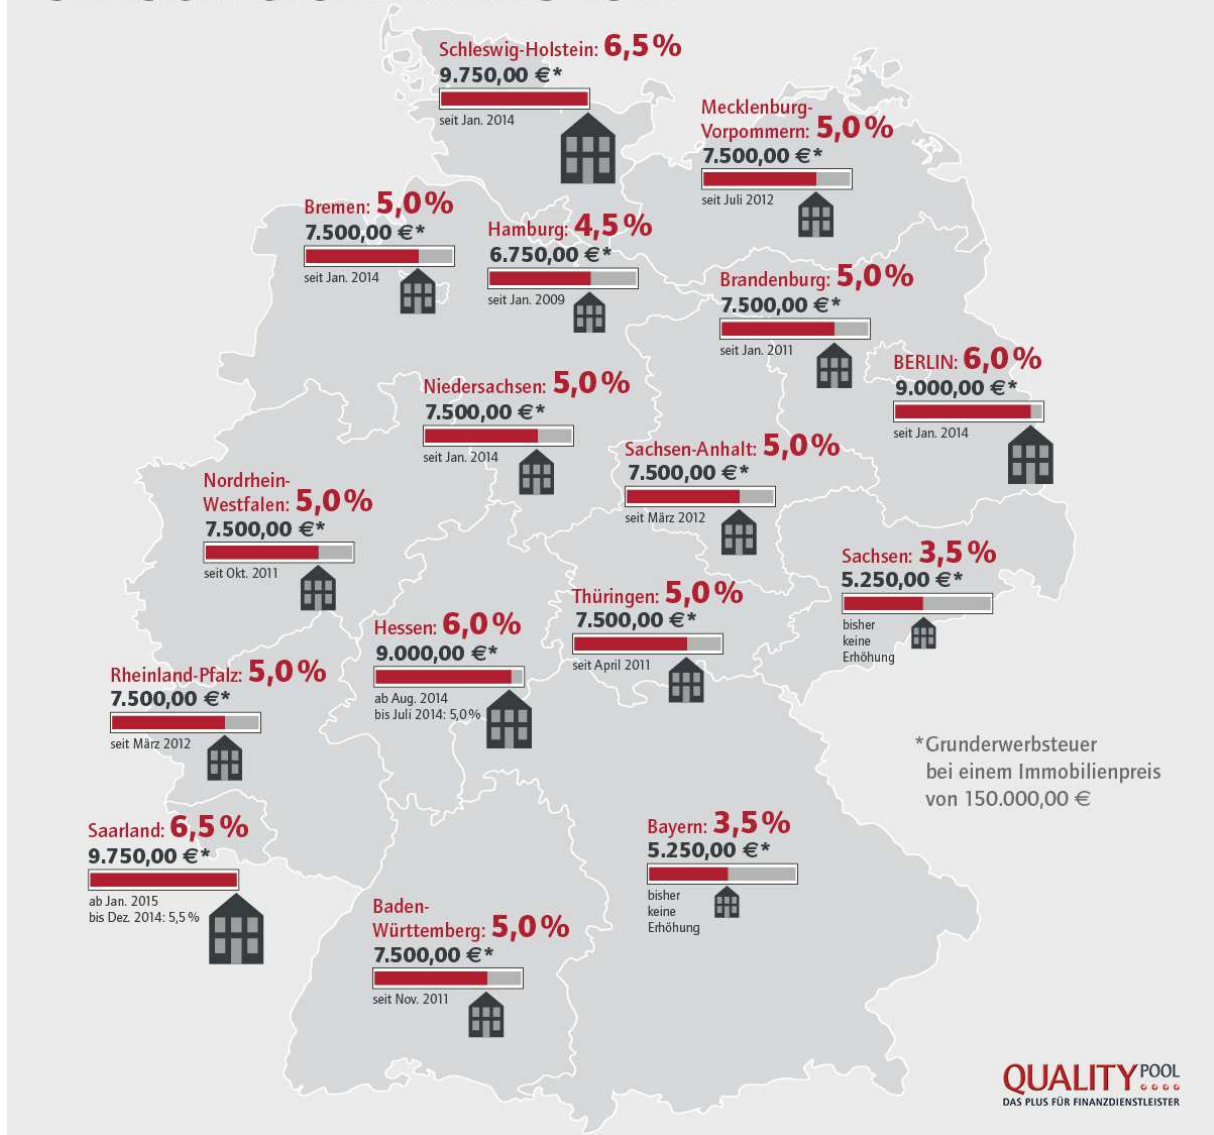 Schleswig-Holstein: 6,5 %
9.750,00 €*
seit Jan. 2014
Mecklenburg-
Vorpommern: 5,0 %
7.500,00 €*
seit Juli 2012
Bremen: 5,0 %
7.500,00 €*
seit Jan. 2014
Hamburg: 4,5 %
6.750,00 €*
seit Jan. 2009
Brandenburg: 5,0 %
7.500,00 €*
seit Jan. 2011
BERLIN: 6,0 %
9.000,00 €*
seit Jan. 2014
Niedersachsen: 5,0 %
7.500,00 €*
seit Jan. 2014
Sachsen-Anhalt: 5,0 %
7.500,00 €*
seit März 2012
Nordrhein-
Westfalen: 5,0 %
7.500,00 €*
seit Okt. 2011
Sachsen: 3,5 %
5.250,00 €*
bisher
keine
Erhöhung
Thüringen: 5,0 %
7.500,00 €*
seit April 2011
Hessen: 6,0 %
9.000,00 €*
ab Aug. 2014
bis Juli 2014: 5,0 %
Rheinland-Pfalz: 5,0 %
7.500,00 €*
seit März 2012
*Grunderwerbsteuer
bei einem Immobilienpreis
von 150.000,00 €
Saarland: 6,5 %
9.750,00 €*
ab Jan. 2015
bis Dez. 2014: 5,5 %
Bayern: 3,5 %
5.250,00 €*
bisher
keine
Erhöhung
Baden-
Württemberg: 5,0 %
7.500,00 €*
seit Nov. 2011
QUALITY POOL
DAS PLUS FÜR FINANZDIENSTLEISTER